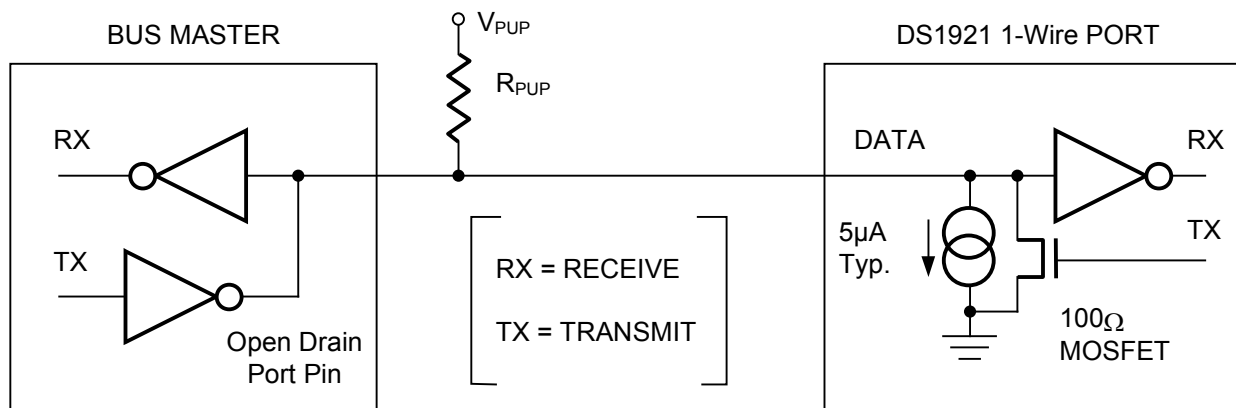 V_PUP
BUS MASTER
DS1921 1-Wire PORT
R_PUP
RX
DATA
RX
5µA
Typ.
TX
TX
RX = RECEIVE
TX = TRANSMIT
Open Drain
Port Pin
100Ω
MOSFET